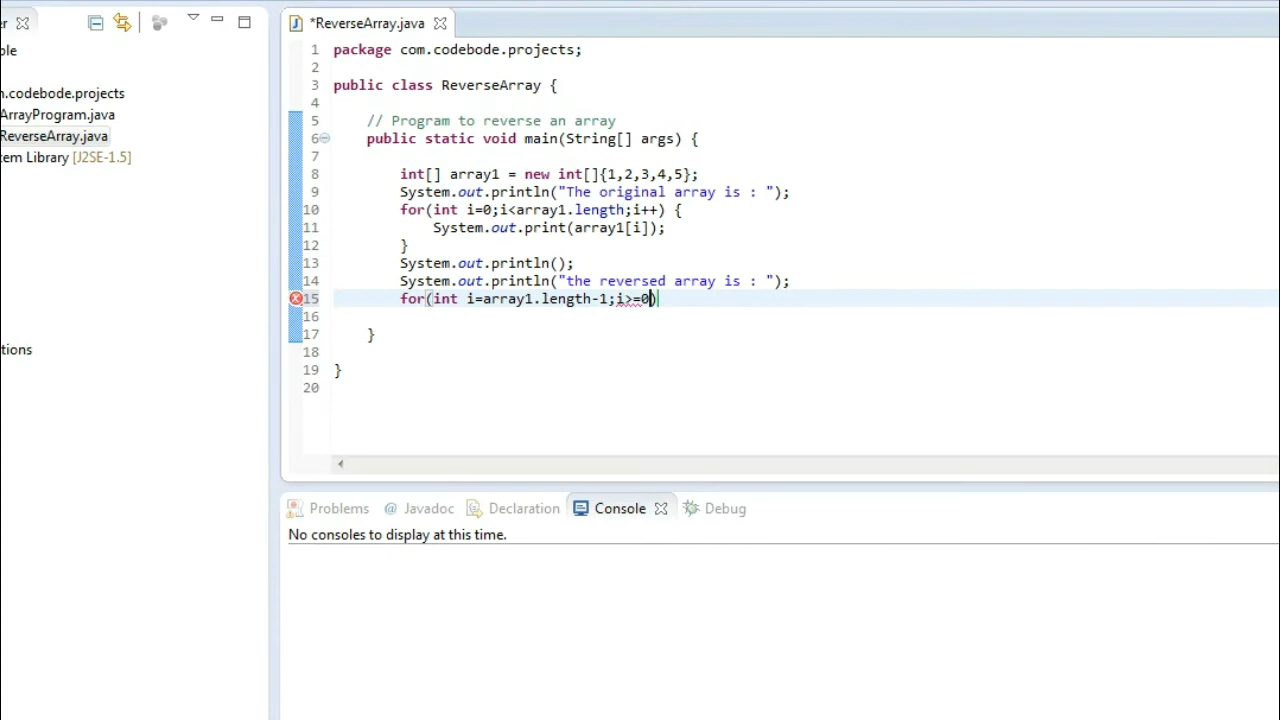 er
*ReverseArray.java
ple
n.codebode.projects
ArrayProgram.java
ReverseArray.java
tem Library [J2SE-1.5]
tions
1 package com.codebode.projects;
2
3 public class ReverseArray {
4
5 // Program to reverse an array
6 public static void main(String[] args) {
7
8 int[] array1 = new int[]{1,2,3,4,5};
9 System.out.println("The original array is : ");
10 for(int i=0;i<array1.length;i++) {
11 System.out.print(array1[i]);
12 }
13 System.out.println();
14 System.out.println("the reversed array is : ");
15 for(int i=array1.length-1;i>=0)
16
17 }
18
19 }
20
Problems @ Javadoc Declaration Console Debug
No consoles to display at this time.